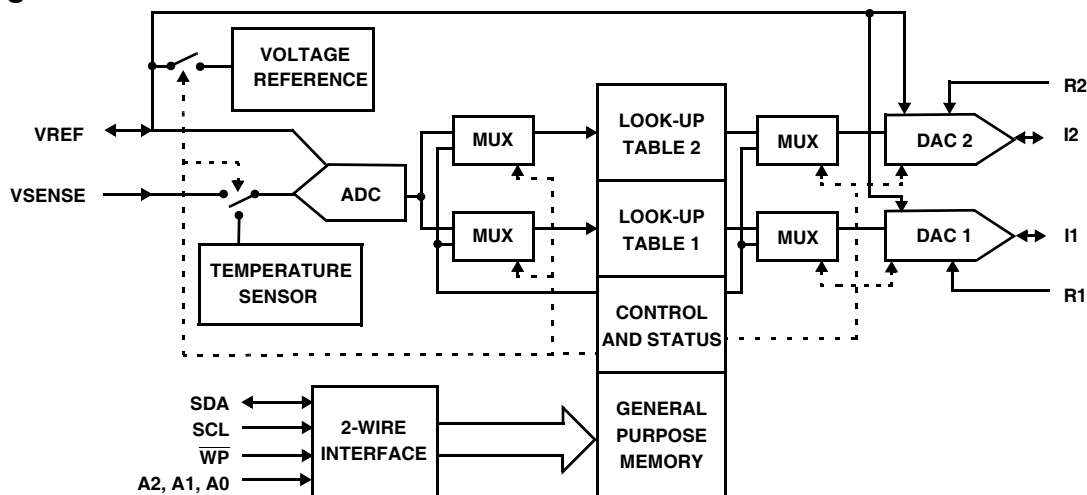 g
VOLTAGE
REFERENCE
VREF
VSENSE
ADC
TEMPERATURE
SENSOR
MUX
MUX
LOOK-UP
TABLE 2
LOOK-UP
TABLE 1
CONTROL
AND STATUS
GENERAL
PURPOSE
MEMORY
MUX
MUX
R2
DAC 2
I2
DAC 1
I1
R1
SDA
SCL
WP
A2, A1, A0
2-WIRE
INTERFACE